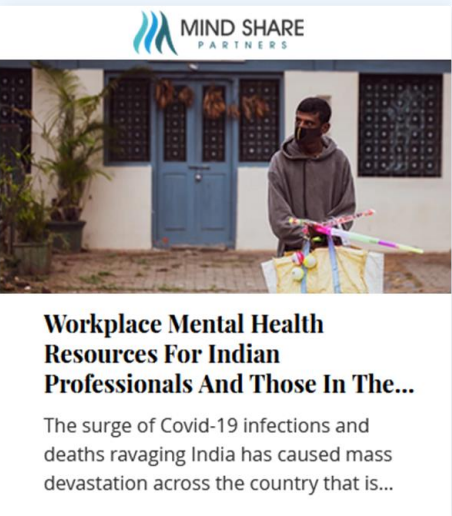 MIND SHARE
PARTNERS
Workplace Mental Health
Resources For Indian
Professionals And Those In The...
The surge of Covid-19 infections and
deaths ravaging India has caused mass
devastation across the country that is...